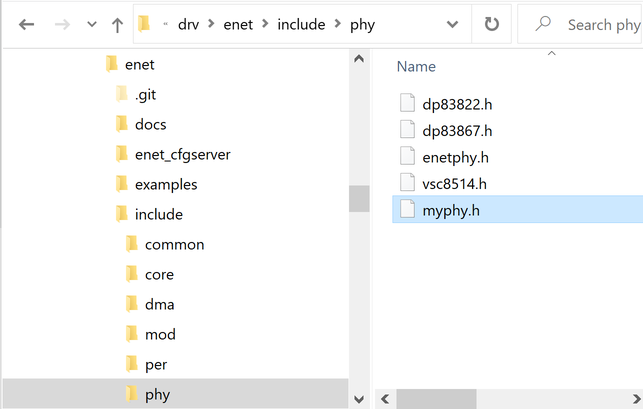 « drv > enet > include > phy
Search phy
enet
.git
docs
enet_cfgserver
examples
include
common
core
dma
mod
per
phy
Name
dp83822.h
dp83867.h
enetphy.h
vsc8514.h
myphy.h